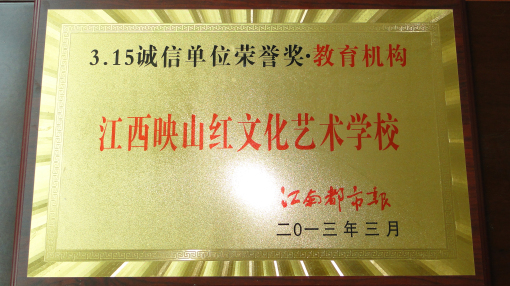 3.15诚信单位荣誉奖·教育机构
江西映山红文化艺术学校
江南都市报
二〇一三年三月